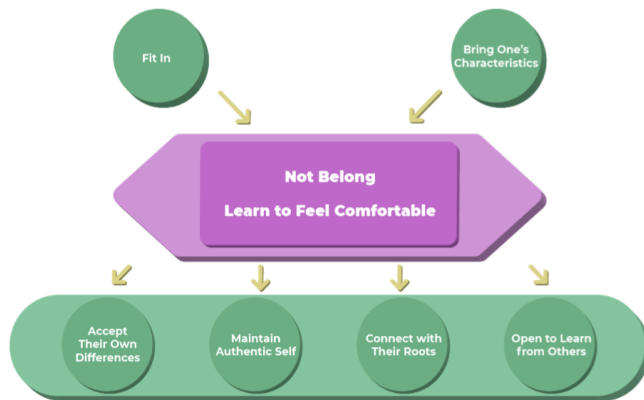 Fit In
Bring One's
Characteristics
Not Belong
Learn to Feel Comfortable
Accept
Their Own
Differences
Maintain
Authentic Self
Connect with
Their Roots
Open to Learn
from Others